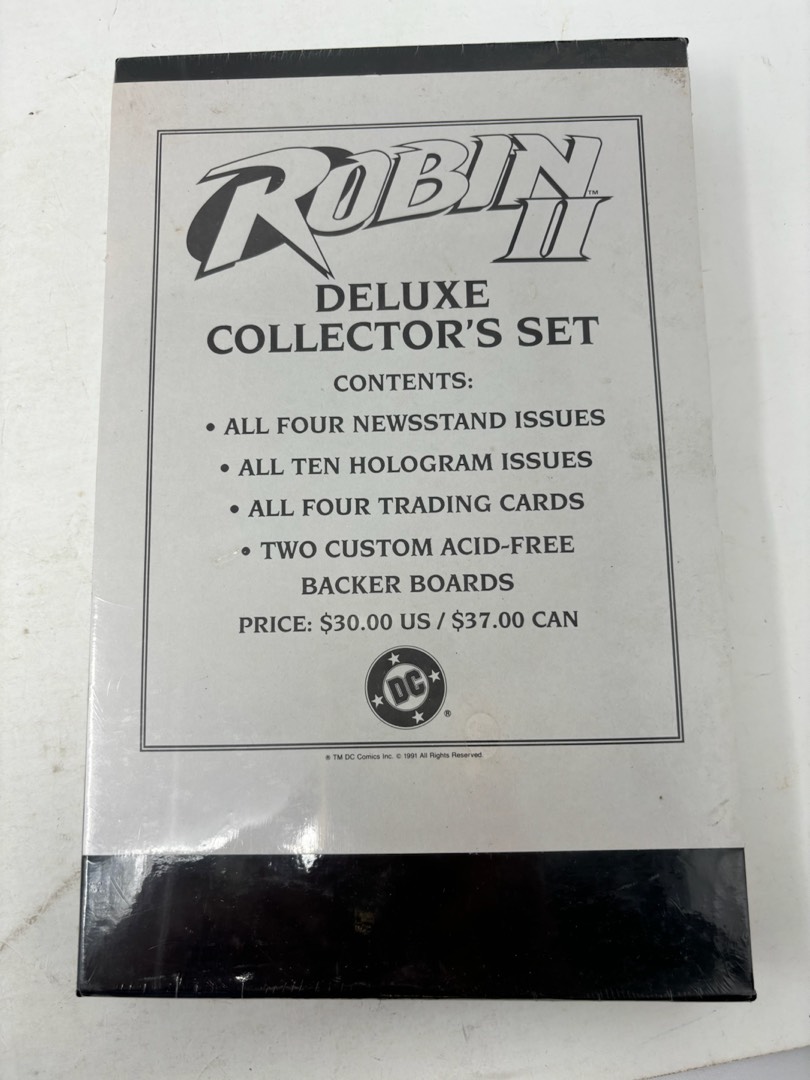 ROBIN II™
DELUXE
COLLECTOR'S SET
CONTENTS:
• ALL FOUR NEWSSTAND ISSUES
• ALL TEN HOLOGRAM ISSUES
• ALL FOUR TRADING CARDS
• TWO CUSTOM ACID-FREE
BACKER BOARDS
PRICE: $30.00 US / $37.00 CAN
DC ®
® TM DC Comics Inc. © 1991 All Rights Reserved.